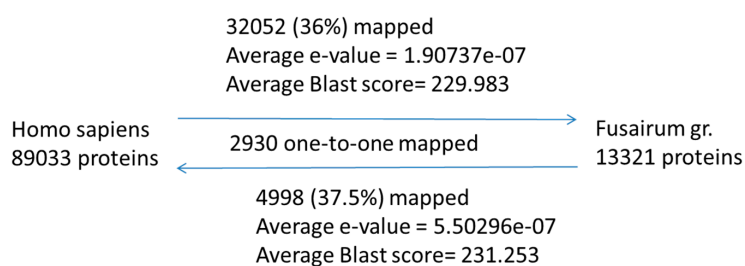 32052 (36%) mapped
Average e-value = 1.90737e-07
Average Blast score= 229.983
Homo sapiens
89033 proteins
2930 one-to-one mapped
Fusairum gr.
13321 proteins
4998 (37.5%) mapped
Average e-value = 5.50296e-07
Average Blast score= 231.253